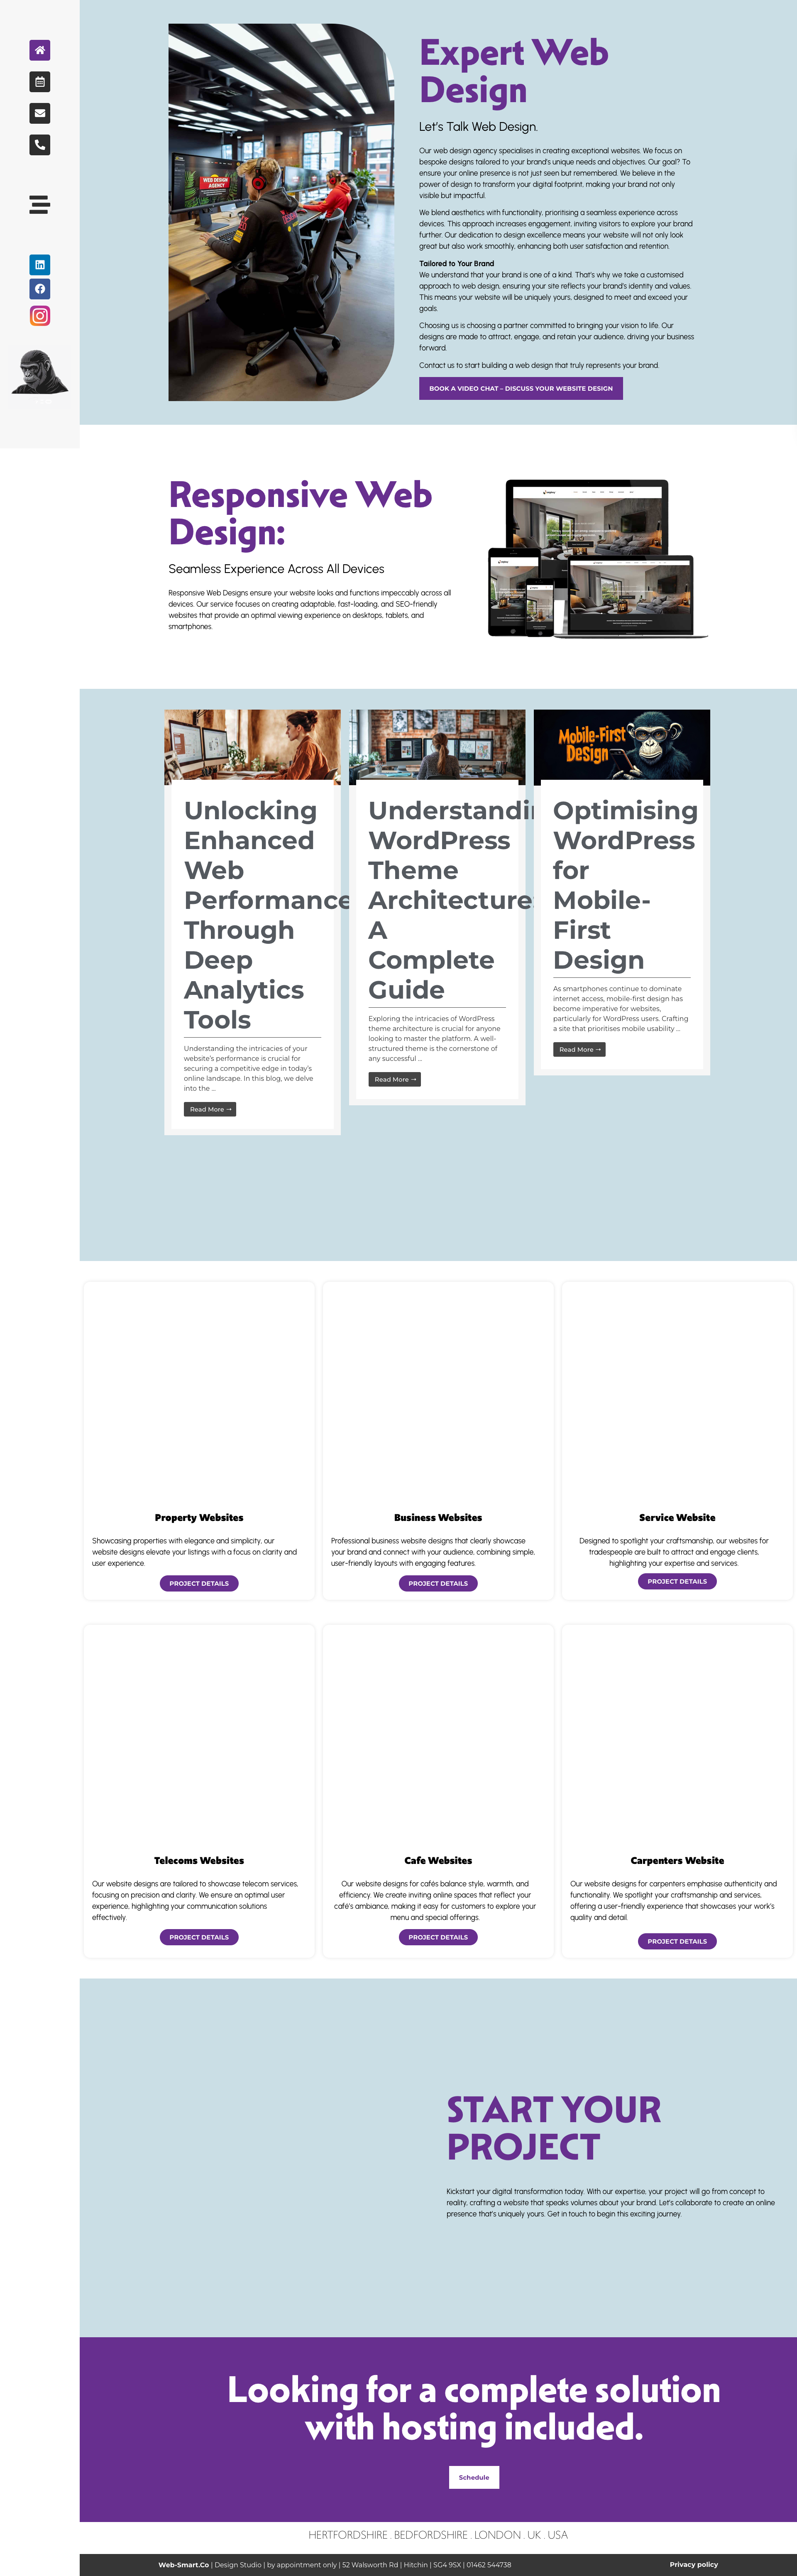 Expert Web
Design
Let's Talk Web Design.
Our web design agency specialises in creating exceptional websites. We focus on
bespoke designs tailored to your brand's unique needs and objectives. Our goal? To
ensure your online presence is not just seen but remembered. We believe in the
power of design to transform your digital footprint, making your brand not only
visible but impactful.
We blend aesthetics with functionality, prioritising a seamless experience across
devices. This approach increases engagement, inviting visitors to explore your brand
further. Our dedication to design excellence means your website will not only look
great but also work smoothly, enhancing both user satisfaction and retention.
Tailored to Your Brand
We understand that your brand is one of a kind. That's why we take a customised
approach to web design, ensuring your site reflects your brand's identity and values.
This means your website will be uniquely yours, designed to meet and exceed your
goals.
Choosing us is choosing a partner committed to bringing your vision to life. Our
designs are made to attract, engage, and retain your audience, driving your business
forward.
Contact us to start building a web design that truly represents your brand.
BOOK A VIDEO CHAT – DISCUSS YOUR WEBSITE DESIGN
WEB DESIGN
AGENCY
Responsive Web
Design:
Seamless Experience Across All Devices
Responsive Web Designs ensure your website looks and functions impeccably across all
devices. Our service focuses on creating adaptable, fast-loading, and SEO-friendly
websites that provide an optimal viewing experience on desktops, tablets, and
smartphones.
Unlocking
Enhanced
Web
Performance
Through
Deep
Analytics
Tools
Understanding the intricacies of your
website's performance is crucial for
securing a competitive edge in today's
online landscape. In this blog, we delve
into the ...
Read More →
Understandin
WordPress
Theme
Architecture:
A
Complete
Guide
Exploring the intricacies of WordPress
theme architecture is crucial for anyone
looking to master the platform. A well-
structured theme is the cornerstone of
any successful ...
Read More →
Mobile-First
Design
Optimising
WordPress
for
Mobile-
First
Design
As smartphones continue to dominate
internet access, mobile-first design has
become imperative for websites,
particularly for WordPress users. Crafting
a site that prioritises mobile usability ...
Read More →
Property Websites
Showcasing properties with elegance and simplicity, our
website designs elevate your listings with a focus on clarity and
user experience.
PROJECT DETAILS
Business Websites
Professional business website designs that clearly showcase
your brand and connect with your audience, combining simple,
user-friendly layouts with engaging features.
PROJECT DETAILS
Service Website
Designed to spotlight your craftsmanship, our websites for
tradespeople are built to attract and engage clients,
highlighting your expertise and services.
PROJECT DETAILS
Telecoms Websites
Our website designs are tailored to showcase telecom services,
focusing on precision and clarity. We ensure an optimal user
experience, highlighting your communication solutions
effectively.
PROJECT DETAILS
Cafe Websites
Our website designs for cafés balance style, warmth, and
efficiency. We create inviting online spaces that reflect your
café's ambiance, making it easy for customers to explore your
menu and special offerings.
PROJECT DETAILS
Carpenters Website
Our website designs for carpenters emphasise authenticity and
functionality. We spotlight your craftsmanship and services,
offering a user-friendly experience that showcases your work's
quality and detail.
PROJECT DETAILS
START YOUR
PROJECT
Kickstart your digital transformation today. With our expertise, your project will go from concept to
reality, crafting a website that speaks volumes about your brand. Let's collaborate to create an online
presence that's uniquely yours. Get in touch to begin this exciting journey.
Looking for a complete solution
with hosting included.
Schedule
HERTFORDSHIRE . BEDFORDSHIRE . LONDON . UK . USA
Web-Smart.Co | Design Studio | by appointment only | 52 Walsworth Rd | Hitchin | SG4 9SX | 01462 544738
Privacy policy